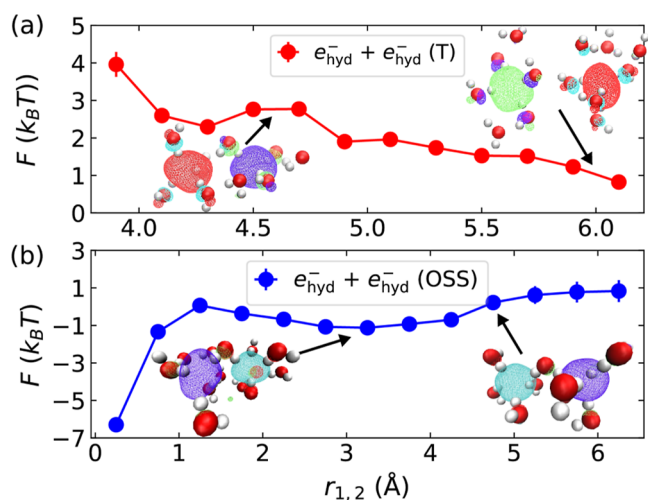 (a)
e⁻hyd + e⁻hyd (T)
F (k_BT))
5
4
3
2
1
0
4.0 4.5 5.0 5.5 6.0
(b)
e⁻hyd + e⁻hyd (OSS)
F (k_BT)
3
1
−1
−3
−5
−7
0 1 2 3 4 5 6
r₁,₂ (Å)